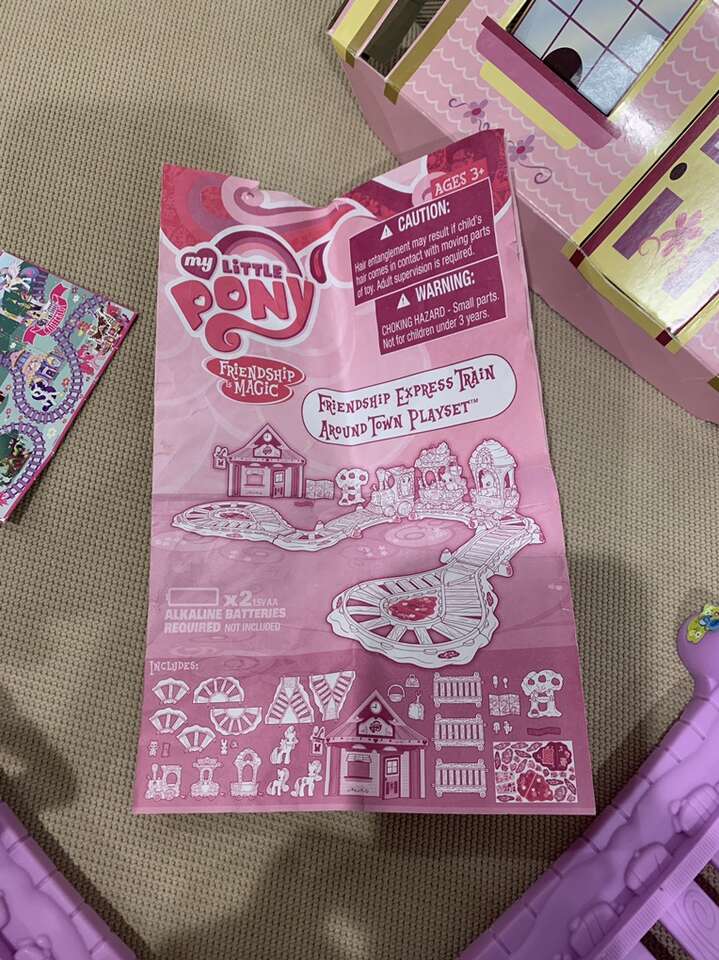 AGES 3+
CAUTION:
Hair entanglement may result if child's
hair comes in contact with moving parts
of toy. Adult supervision is required.
WARNING:
CHOKING HAZARD - Small parts.
Not for children under 3 years.
my LiTTLE
PONY
FRIENDSHIP
IS MAGIC
FRIENDSHIP EXPRESS TRAIN
AROUND TOWN PLAYSET™
x2 1.5V AA
ALKALINE BATTERIES
REQUIRED NOT INCLUDED
INCLUDES: